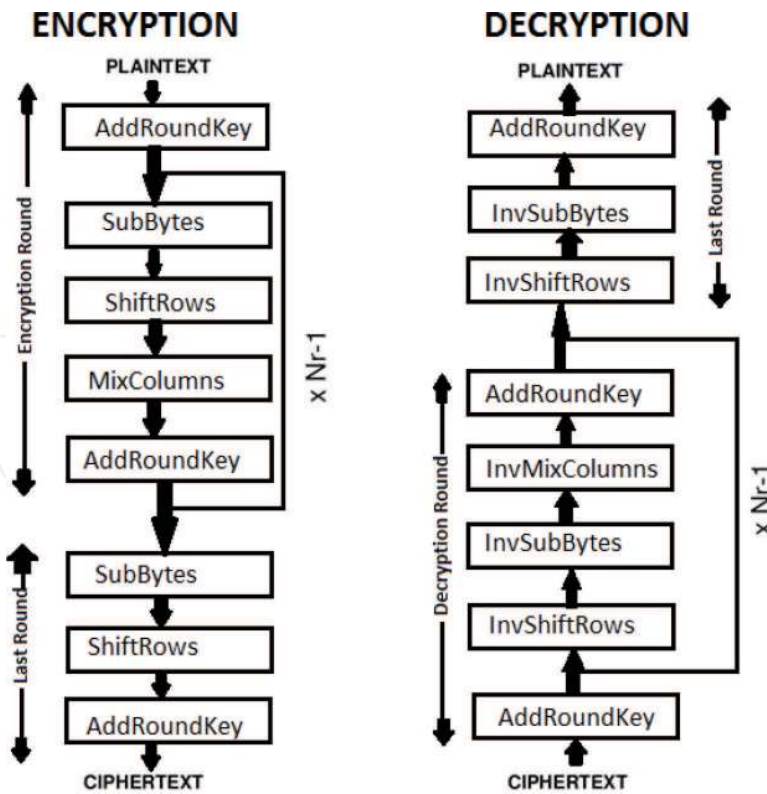 ENCRYPTION
PLAINTEXT
AddRoundKey
SubBytes
ShiftRows
MixColumns
AddRoundKey
SubBytes
ShiftRows
AddRoundKey
CIPHERTEXT
Encryption Round
Last Round
x Nr-1
DECRYPTION
PLAINTEXT
AddRoundKey
InvSubBytes
InvShiftRows
AddRoundKey
InvMixColumns
InvSubBytes
InvShiftRows
AddRoundKey
CIPHERTEXT
Last Round
Decryption Round
x Nr-1